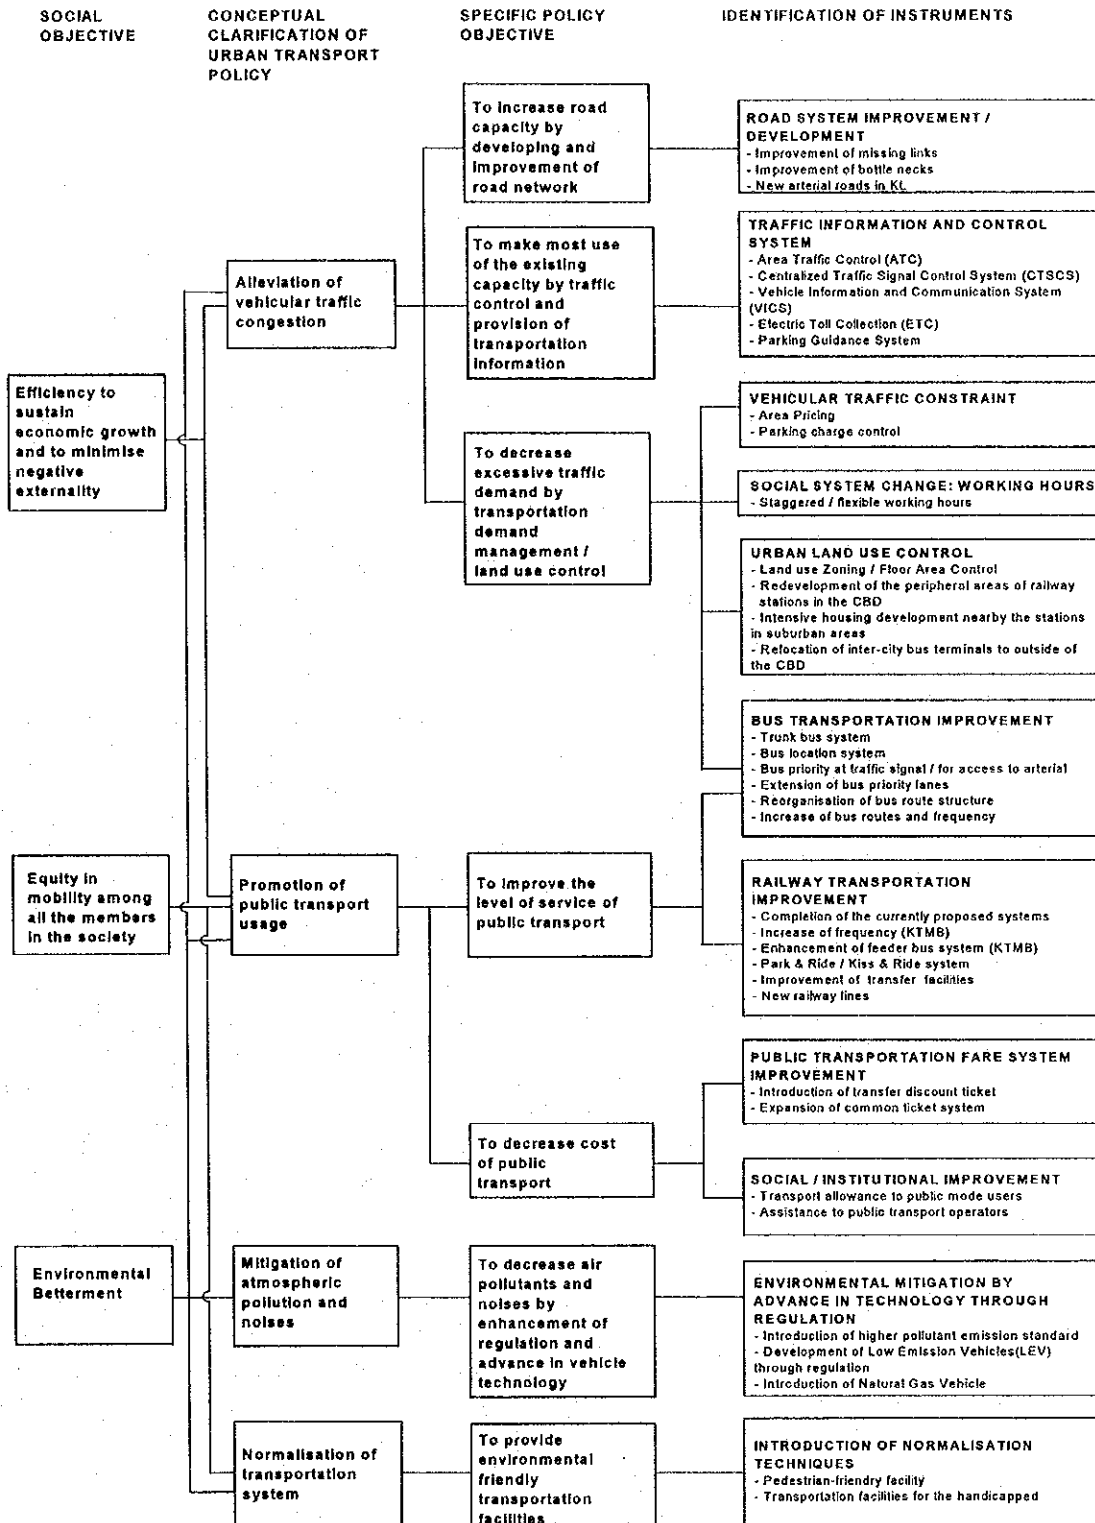 SOCIAL
OBJECTIVE
CONCEPTUAL
CLARIFICATION OF
URBAN TRANSPORT
POLICY
SPECIFIC POLICY
OBJECTIVE
IDENTIFICATION OF INSTRUMENTS
Efficiency to
sustain
economic growth
and to minimise
negative
externality
Equity in
mobility among
all the members
in the society
Environmental
Betterment
Alleviation of
vehicular traffic
congestion
Promotion of
public transport
usage
Mitigation of
atmospheric
pollution and
noises
Normalisation of
transportation
system
To increase road
capacity by
developing and
improvement of
road network
To make most use
of the existing
capacity by traffic
control and
provision of
transportation
information
To decrease
excessive traffic
demand by
transportation
demand
management /
land use control
To improve the
level of service of
public transport
To decrease cost
of public
transport
To decrease air
pollutants and
noises by
enhancement of
regulation and
advance in vehicle
technology
To provide
environmental
friendly
transportation
facilities
ROAD SYSTEM IMPROVEMENT /
DEVELOPMENT
- Improvement of missing links
- Improvement of bottle necks
- New arterial roads in KL
TRAFFIC INFORMATION AND CONTROL
SYSTEM
- Area Traffic Control (ATC)
- Centralized Traffic Signal Control System (CTSCS)
- Vehicle Information and Communication System
(VICS)
- Electric Toll Collection (ETC)
- Parking Guidance System
VEHICULAR TRAFFIC CONSTRAINT
- Area Pricing
- Parking charge control
SOCIAL SYSTEM CHANGE: WORKING HOURS
- Staggered / flexible working hours
URBAN LAND USE CONTROL
- Land use Zoning / Floor Area Control
- Redevelopment of the peripheral areas of railway
stations in the CBD
- Intensive housing development nearby the stations
in suburban areas
- Relocation of inter-city bus terminals to outside of
the CBD
BUS TRANSPORTATION IMPROVEMENT
- Trunk bus system
- Bus location system
- Bus priority at traffic signal / for access to arterial
- Extension of bus priority lanes
- Reorganisation of bus route structure
- Increase of bus routes and frequency
RAILWAY TRANSPORTATION
IMPROVEMENT
- Completion of the currently proposed systems
- Increase of frequency (KTMB)
- Enhancement of feeder bus system (KTMB)
- Park & Ride / Kiss & Ride system
- Improvement of transfer facilities
- New railway lines
PUBLIC TRANSPORTATION FARE SYSTEM
IMPROVEMENT
- Introduction of transfer discount ticket
- Expansion of common ticket system
SOCIAL / INSTITUTIONAL IMPROVEMENT
- Transport allowance to public mode users
- Assistance to public transport operators
ENVIRONMENTAL MITIGATION BY
ADVANCE IN TECHNOLOGY THROUGH
REGULATION
- Introduction of higher pollutant emission standard
- Development of Low Emission Vehicles(LEV)
through regulation
- Introduction of Natural Gas Vehicle
INTRODUCTION OF NORMALISATION
TECHNIQUES
- Pedestrian-friendry facility
- Transportation facilities for the handicapped